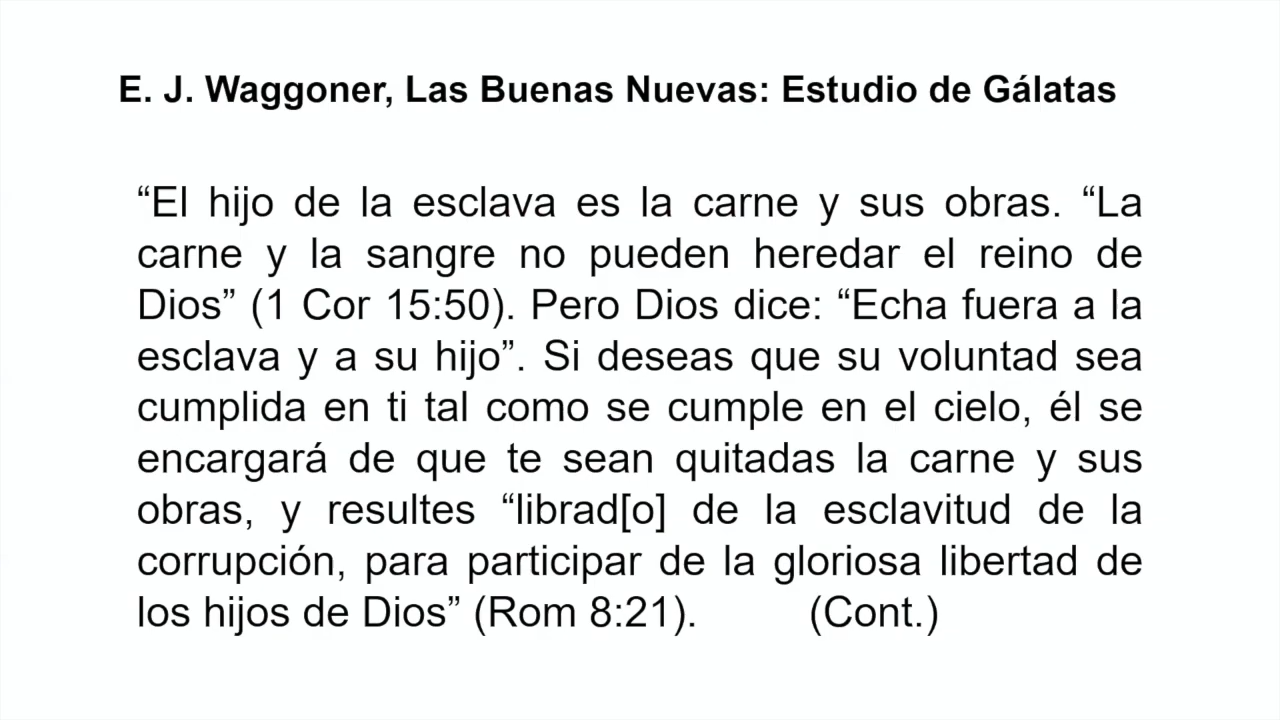 E. J. Waggoner, Las Buenas Nuevas: Estudio de Gálatas
“El hijo de la esclava es la carne y sus obras. “La
carne y la sangre no pueden heredar el reino de
Dios” (1 Cor 15:50). Pero Dios dice: “Echa fuera a la
esclava y a su hijo”. Si deseas que su voluntad sea
cumplida en ti tal como se cumple en el cielo, él se
encargará de que te sean quitadas la carne y sus
obras, y resultes “librad[o] de la esclavitud de la
corrupción, para participar de la gloriosa libertad de
los hijos de Dios” (Rom 8:21). (Cont.)